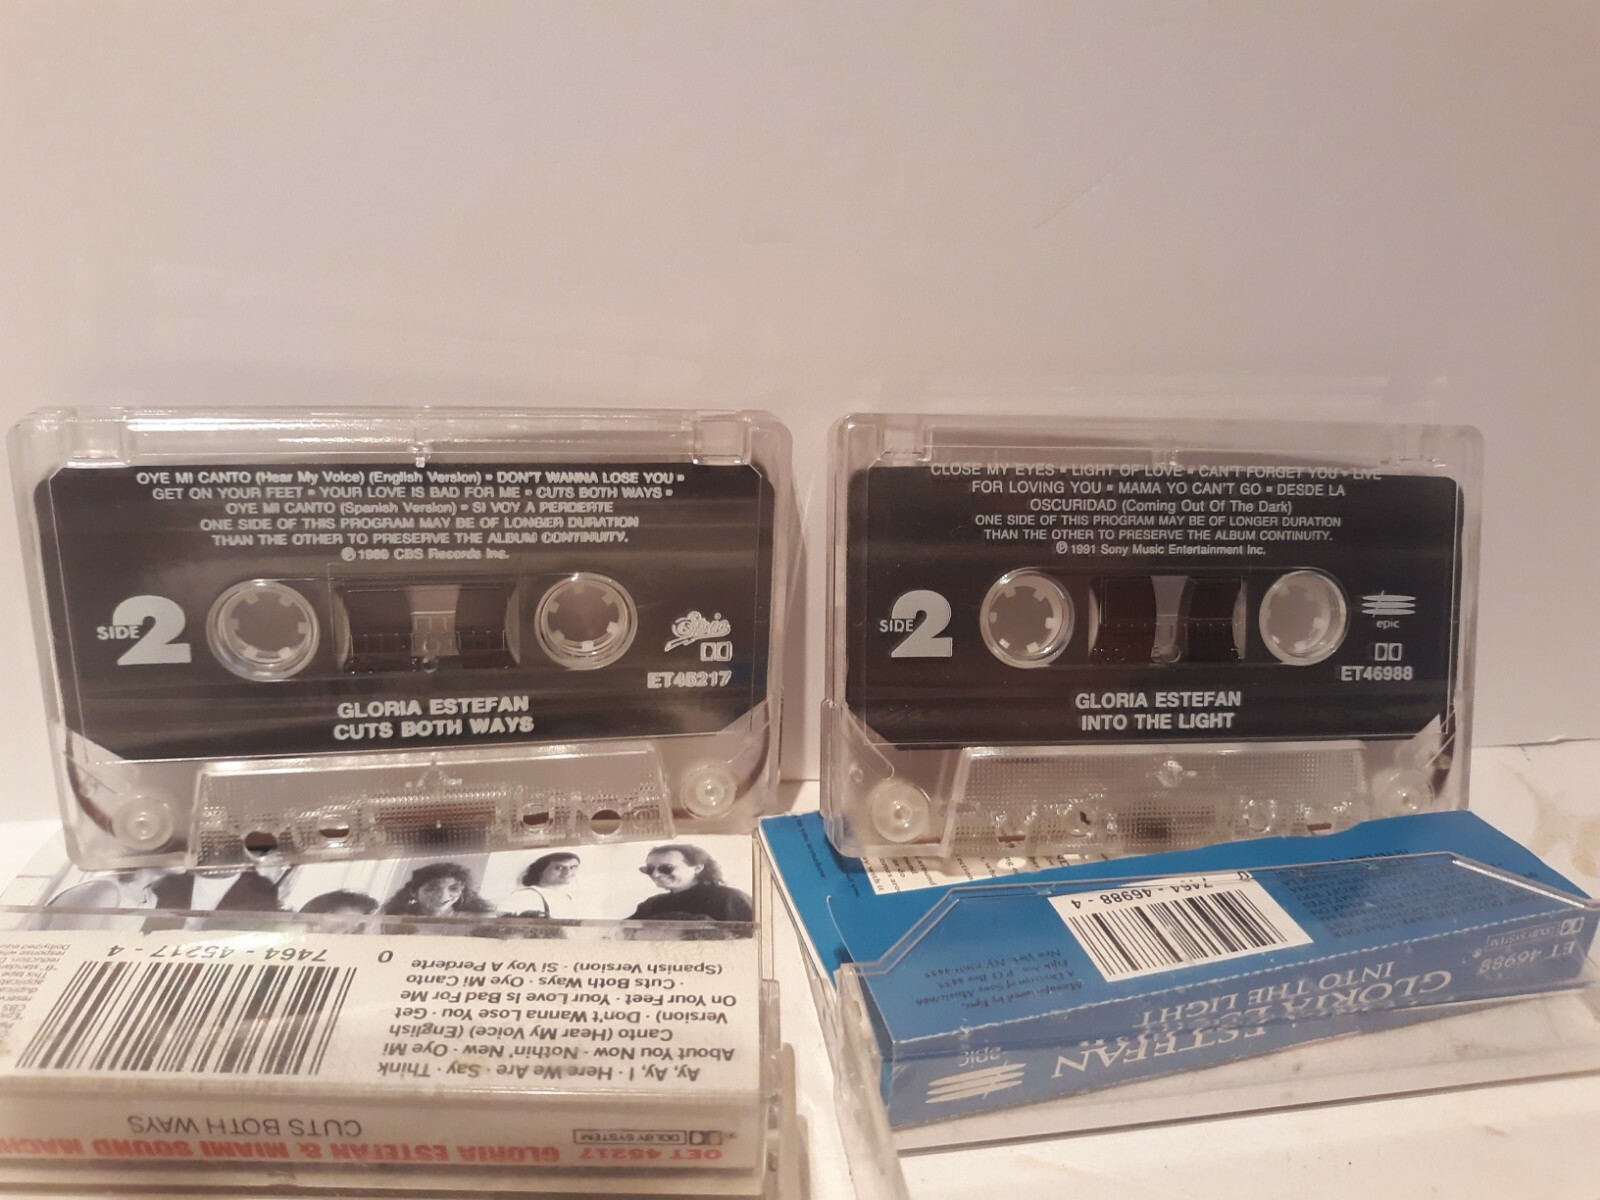 OYE MI CANTO (Hear My Voice) (English Version) • DON'T WANNA LOSE YOU •
GET ON YOUR FEET • YOUR LOVE IS BAD FOR ME • CUTS BOTH WAYS •
OYE MI CANTO (Spanish Version) • SI VOY A PERDERTE
ONE SIDE OF THIS PROGRAM MAY BE OF LONGER DURATION
THAN THE OTHER TO PRESERVE THE ALBUM CONTINUITY.
℗ 1989 CBS Records Inc.
SIDE 2
Epic
ET45217
GLORIA ESTEFAN
CUTS BOTH WAYS
CLOSE MY EYES • LIGHT OF LOVE • CAN'T FORGET YOU • LIVE
FOR LOVING YOU • MAMA YO CAN'T GO • DESDE LA
OSCURIDAD (Coming Out Of The Dark)
ONE SIDE OF THIS PROGRAM MAY BE OF LONGER DURATION
THAN THE OTHER TO PRESERVE THE ALBUM CONTINUITY.
℗ 1991 Sony Music Entertainment Inc.
SIDE 2
epic
ET46988
GLORIA ESTEFAN
INTO THE LIGHT
OET 45217 GLORIA ESTEFAN & MIAMI SOUND
DOLBY SYSTEM
CUTS BOTH WAYS
Ay, Ay, I · Here We Are · Say · Think
About You Now · Nothin' New · Oye Mi
Canto (Hear My Voice) (English
Version) · Don't Wanna Lose You · Get
On Your Feet · Your Love Is Bad For Me
· Cuts Both Ways · Oye Mi Canto
(Spanish Version) · Si Voy A Perderte
0 7464-45217-4
epic
GLORIA ESTEFAN
INTO THE LIGHT
ET 46988
DOLBY SYSTEM
7464-46988-4